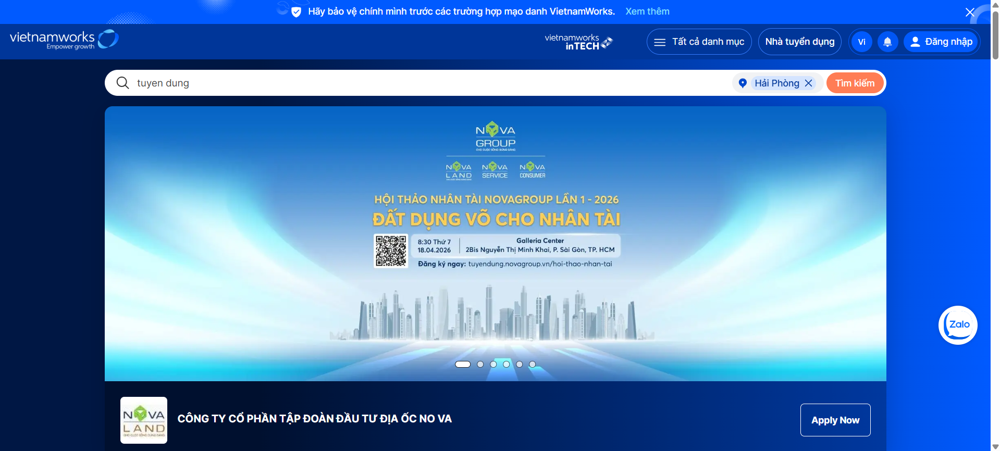 Hãy bảo vệ chính mình trước các trường hợp mạo danh VietnamWorks. Xem thêm
vietnamworks
Empower growth
vietnamworks
inTECH
Tất cả danh mục
Nhà tuyển dụng
Vi
Đăng nhập
tuyen dung
Hải Phòng
Tìm kiếm
NOVA
GROUP
CHO CUỘC SỐNG BỪNG SÁNG
NOVA
LAND
NOVA
SERVICE
NOVA
CONSUMER
HỘI THẢO NHÂN TÀI NOVAGROUP LẦN 1 - 2026
ĐẤT DỤNG VÕ CHO NHÂN TÀI
8:30 Thứ 7
18.04.2026
Galleria Center
2Bis Nguyễn Thị Minh Khai, P. Sài Gòn, TP. HCM
Đăng ký ngay: tuyendung.novagroup.vn/hoi-thao-nhan-tai
Zalo
NOVA
LAND
CÔNG TY CỔ PHẦN TẬP ĐOÀN ĐẦU TƯ ĐỊA ỐC NO VA
Apply Now